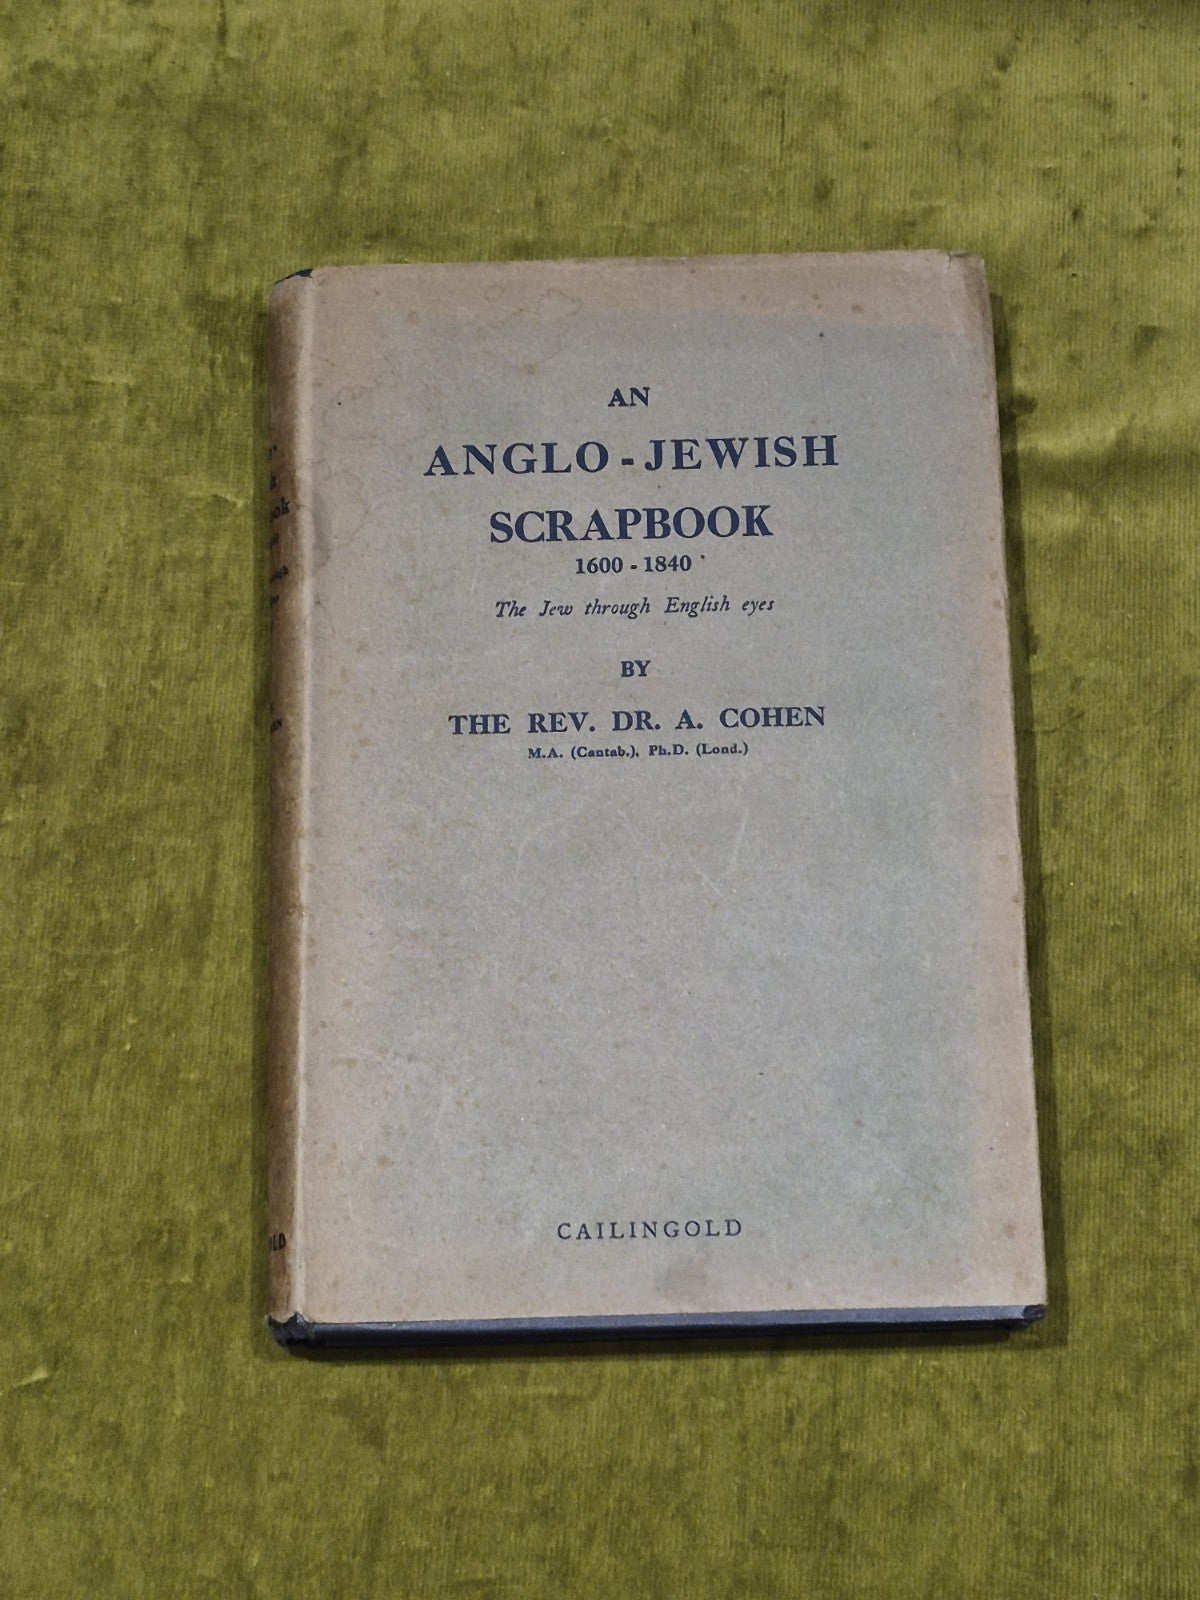 AN
ANGLO-JEWISH
SCRAPBOOK
1600-1840
The Jew through English eyes
BY
THE REV. DR. A. COHEN
M.A. (Cantab.), Ph.D. (Lond.)
CAILINGOLD